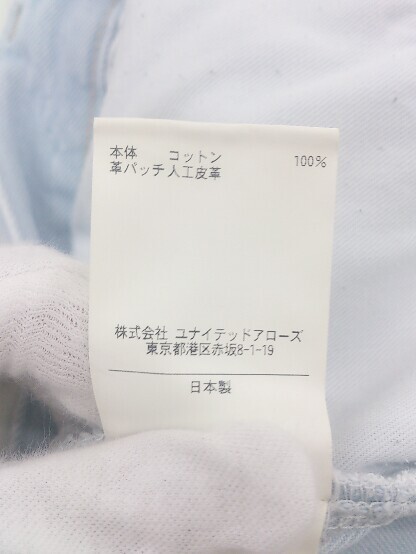 本体 コットン 100%
革パッチ人工皮革
株式会社 ユナイテッドアローズ
東京都港区赤坂8-1-19
日本製